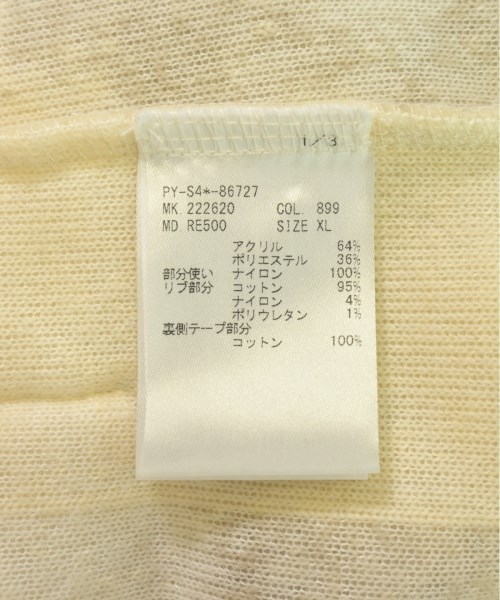 1/3
PY-S4*-86727
MK. 222620 COL. 899
MD. RE500 SIZE XL
アクリル 64%
ポリエステル 36%
部分使い ナイロン 100%
リブ部分 コットン 95%
ナイロン 4%
ポリウレタン 1%
裏側テープ部分
コットン 100%